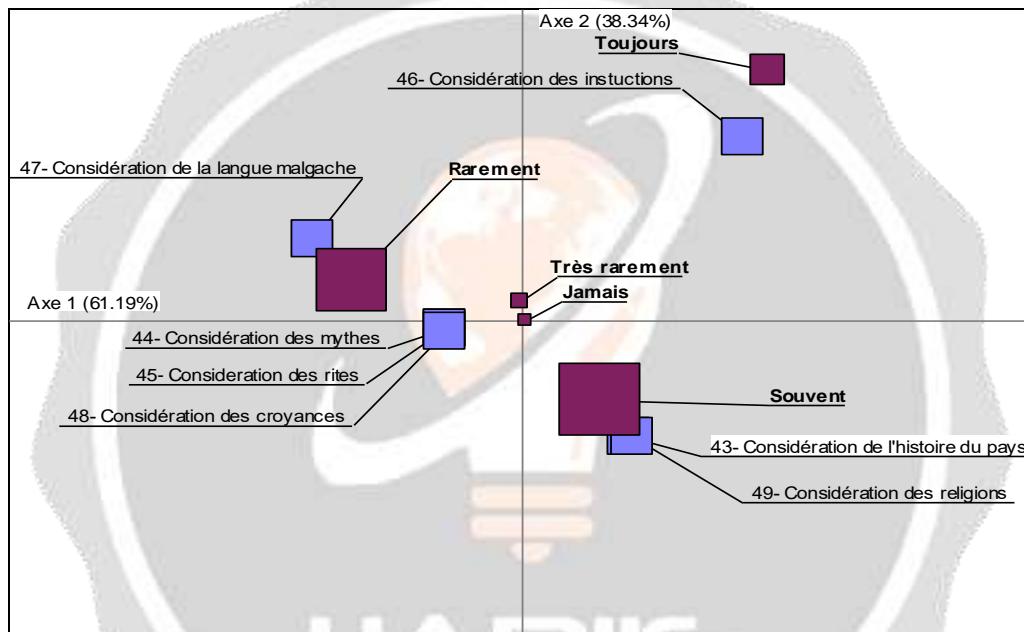 Axe 2 (38.34%)
Toujours
46- Considération des instuctions
47- Considération de la langue malgache
Rarement
Très rarement
Jamais
Axe 1 (61.19%)
44- Considération des mythes
45- Consideration des rites
48- Considération des croyances
Souvent
43- Considération de l'histoire du pays
49- Considération des religions